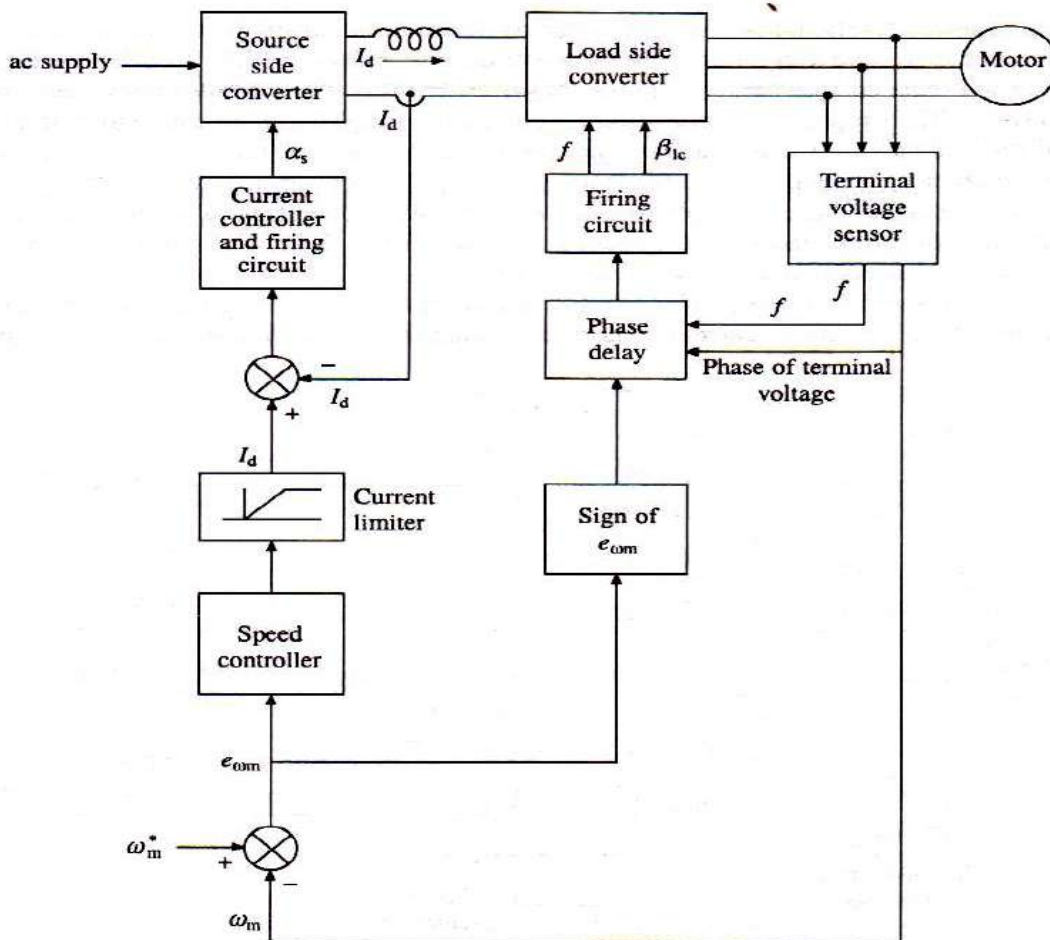 Source
side
converter
ac supply
I_d
I_d
Load side
converter
Motor
α_s
f
β_lc
Current
controller
and firing
circuit
Firing
circuit
Terminal
voltage
sensor
f
f
Phase
delay
Phase of terminal
voltage
−
I_d
+
I_d
Current
limiter
Sign of
e_ωm
Speed
controller
e_ωm
ω*_m
+
−
ω_m